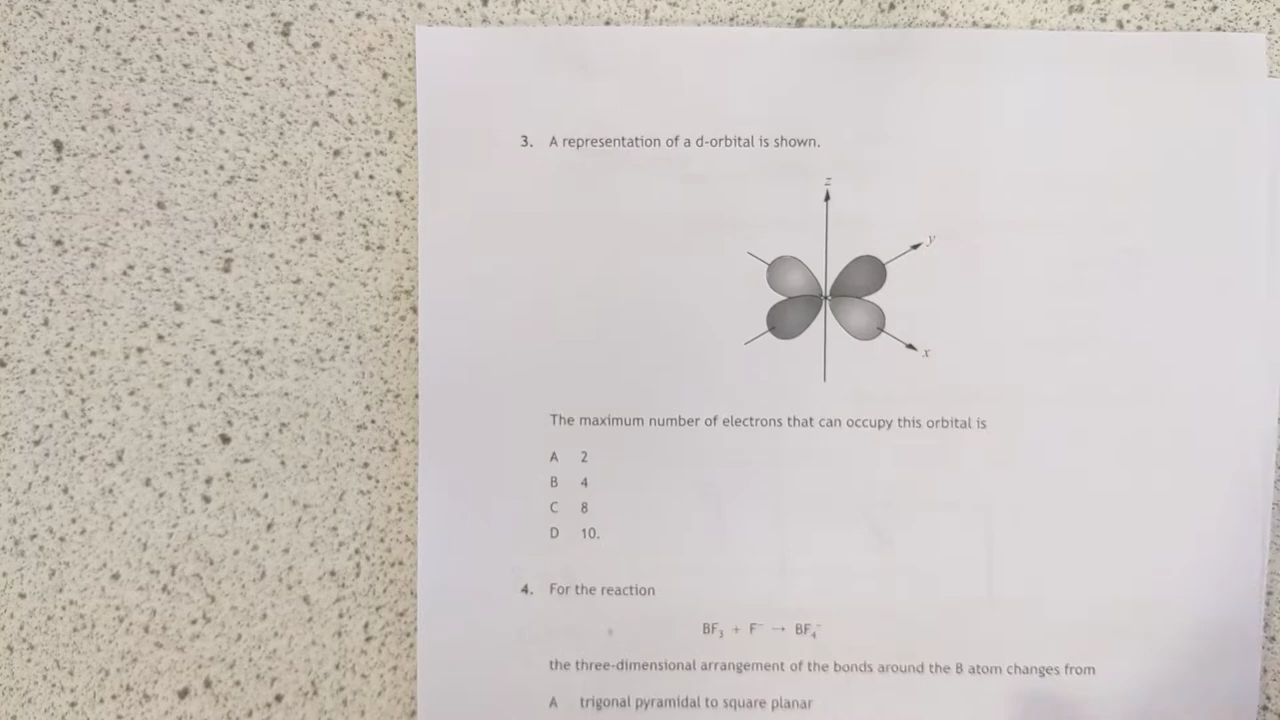 3. A representation of a d-orbital is shown.
z
y
x
The maximum number of electrons that can occupy this orbital is
A 2
B 4
C 8
D 10.
4. For the reaction
BF₃ + F⁻ → BF₄⁻
the three-dimensional arrangement of the bonds around the B atom changes from
A trigonal pyramidal to square planar